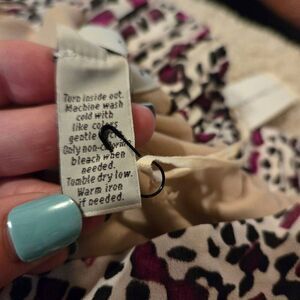 Turn inside out.
Machine wash
cold with
like colors
gentle
Only non-chlorine
bleach when
needed.
Tumble dry low.
Warm iron
if needed.